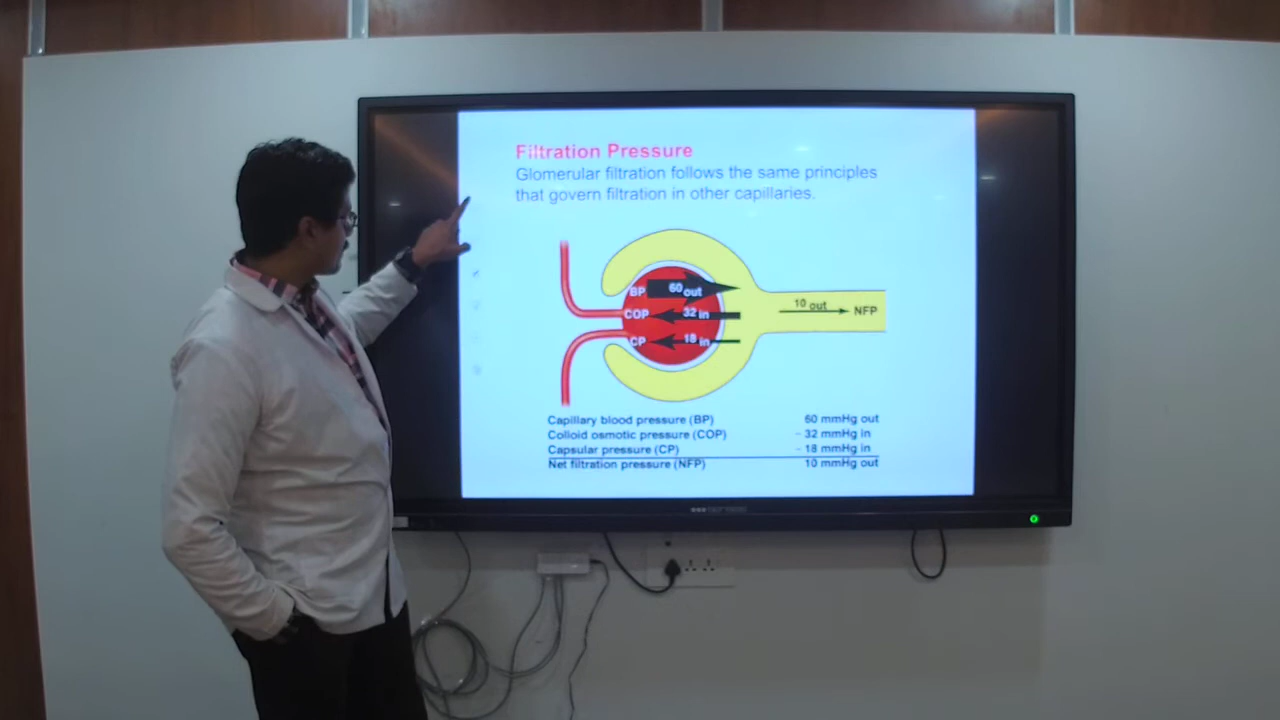 Filtration Pressure
Glomerular filtration follows the same principles
that govern filtration in other capillaries.
BP 60 out
COP 32 in
CP 18 in
10 out NFP
Capillary blood pressure (BP) 60 mmHg out
Colloid osmotic pressure (COP) - 32 mmHg in
Capsular pressure (CP) - 18 mmHg in
Net filtration pressure (NFP) 10 mmHg out